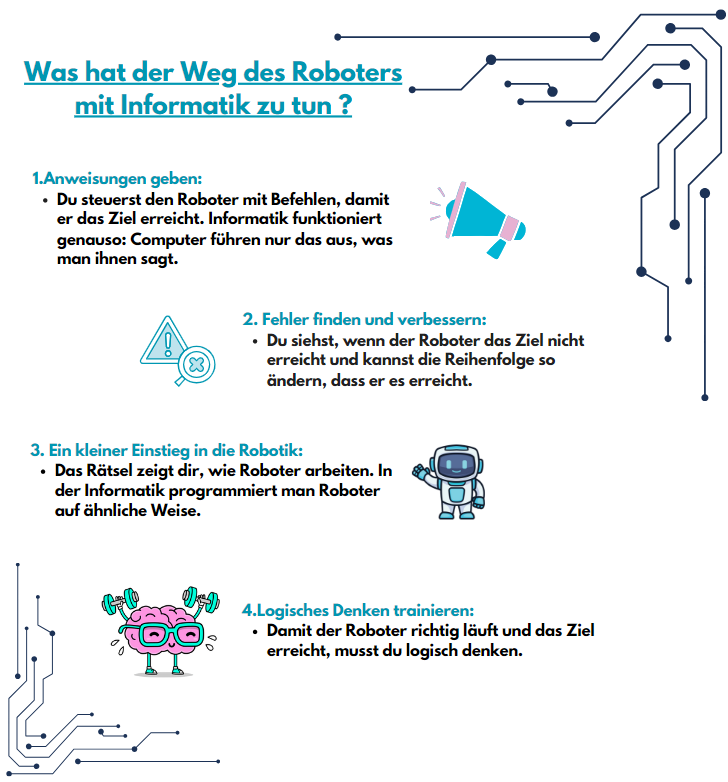 Was hat der Weg des Roboters
mit Informatik zu tun ?
1.Anweisungen geben:
• Du steuerst den Roboter mit Befehlen, damit
er das Ziel erreicht. Informatik funktioniert
genauso: Computer führen nur das aus, was
man ihnen sagt.
2. Fehler finden und verbessern:
• Du siehst, wenn der Roboter das Ziel nicht
erreicht und kannst die Reihenfolge so
ändern, dass er es erreicht.
3. Ein kleiner Einstieg in die Robotik:
• Das Rätsel zeigt dir, wie Roboter arbeiten. In
der Informatik programmiert man Roboter
auf ähnliche Weise.
4.Logisches Denken trainieren:
• Damit der Roboter richtig läuft und das Ziel
erreicht, musst du logisch denken.